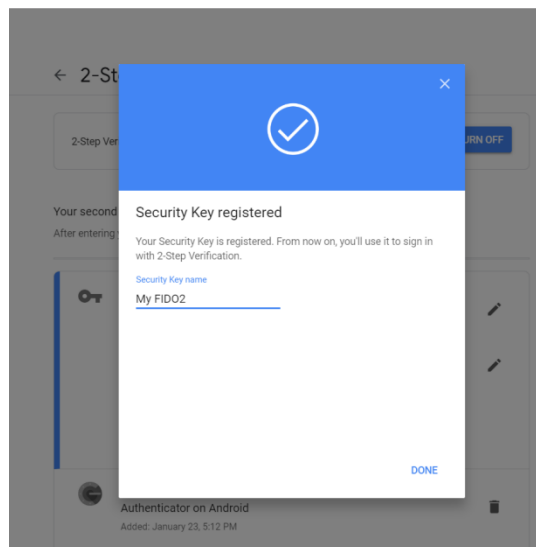 ← 2-St
2-Step Ver
URN OFF
Security Key registered
Your second
Your Security Key is registered. From now on, you'll use it to sign in
After entering y
with 2-Step Verification.
Security Key name
My FIDO2
DONE
Authenticator on Android
Added: January 23, 5:12 PM